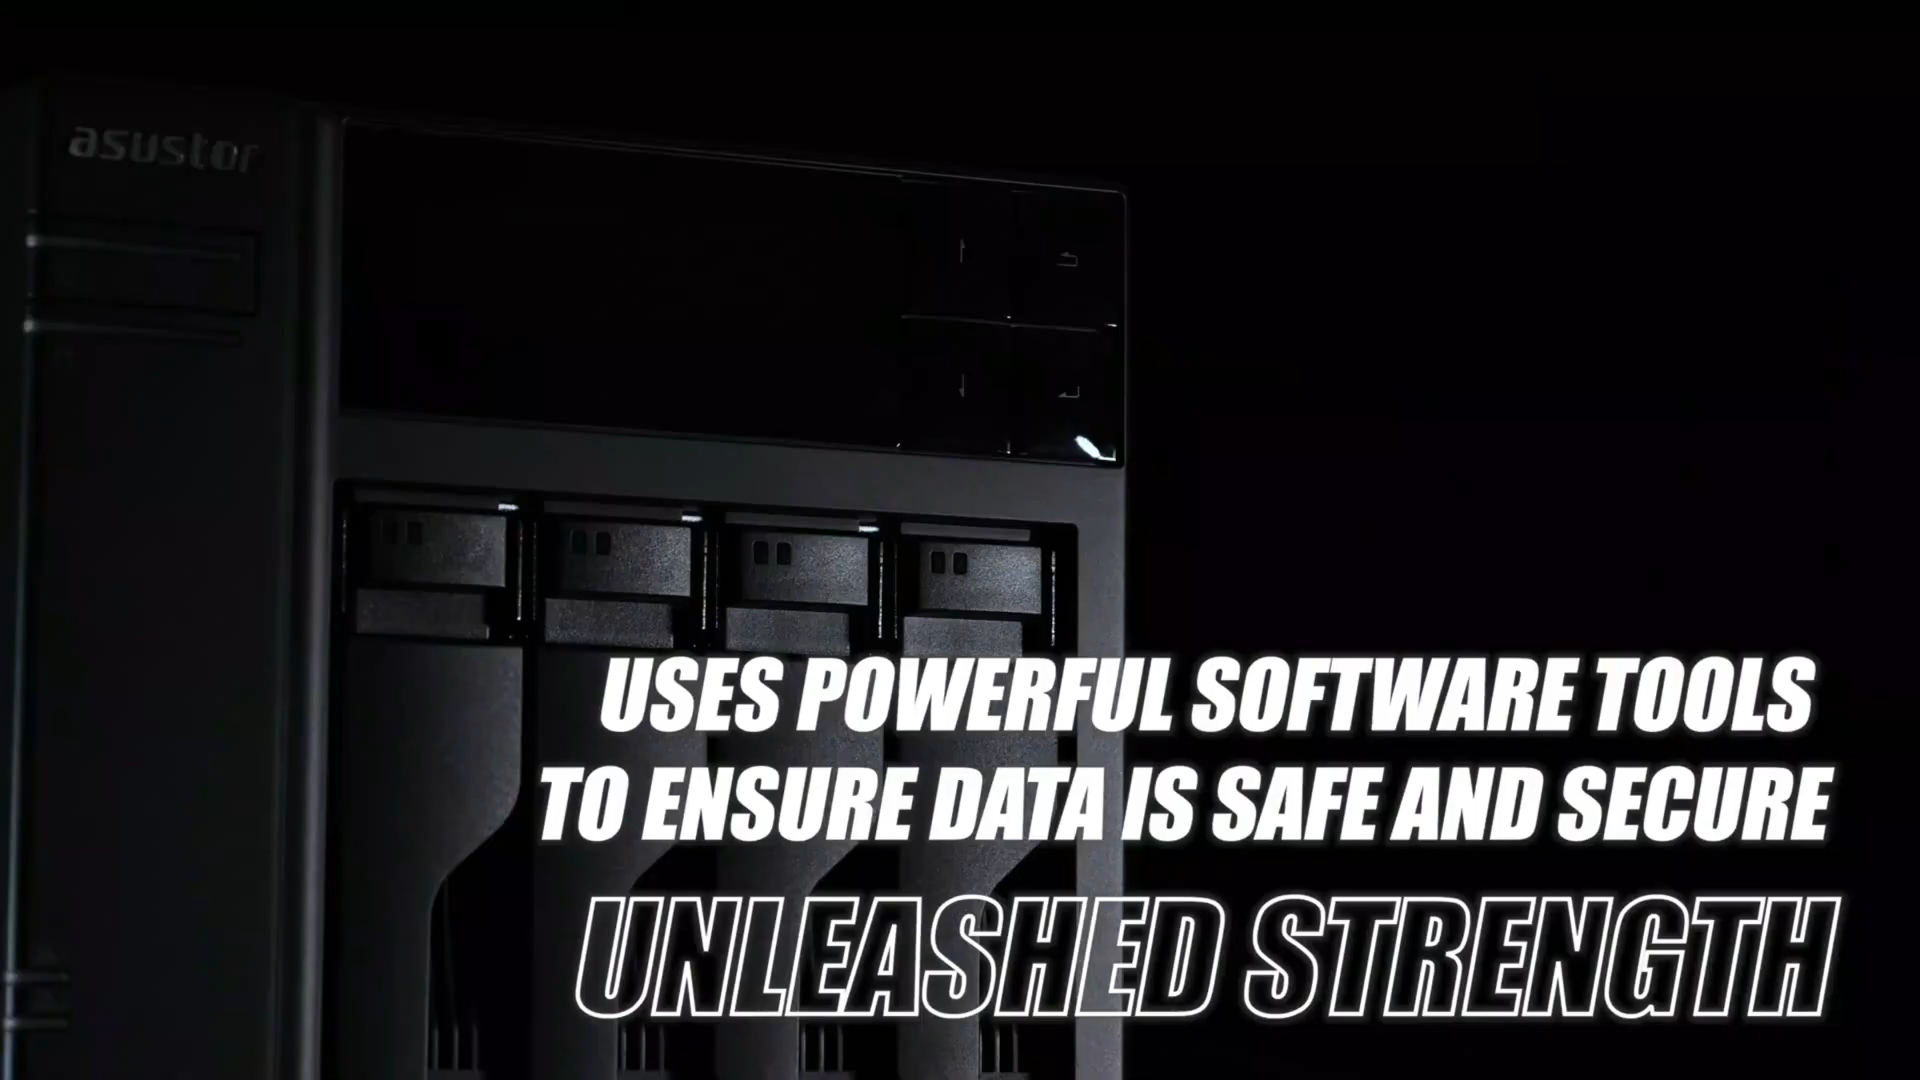 asustor
USES POWERFUL SOFTWARE TOOLS
TO ENSURE DATA IS SAFE AND SECURE
UNLEASHED STRENGTH